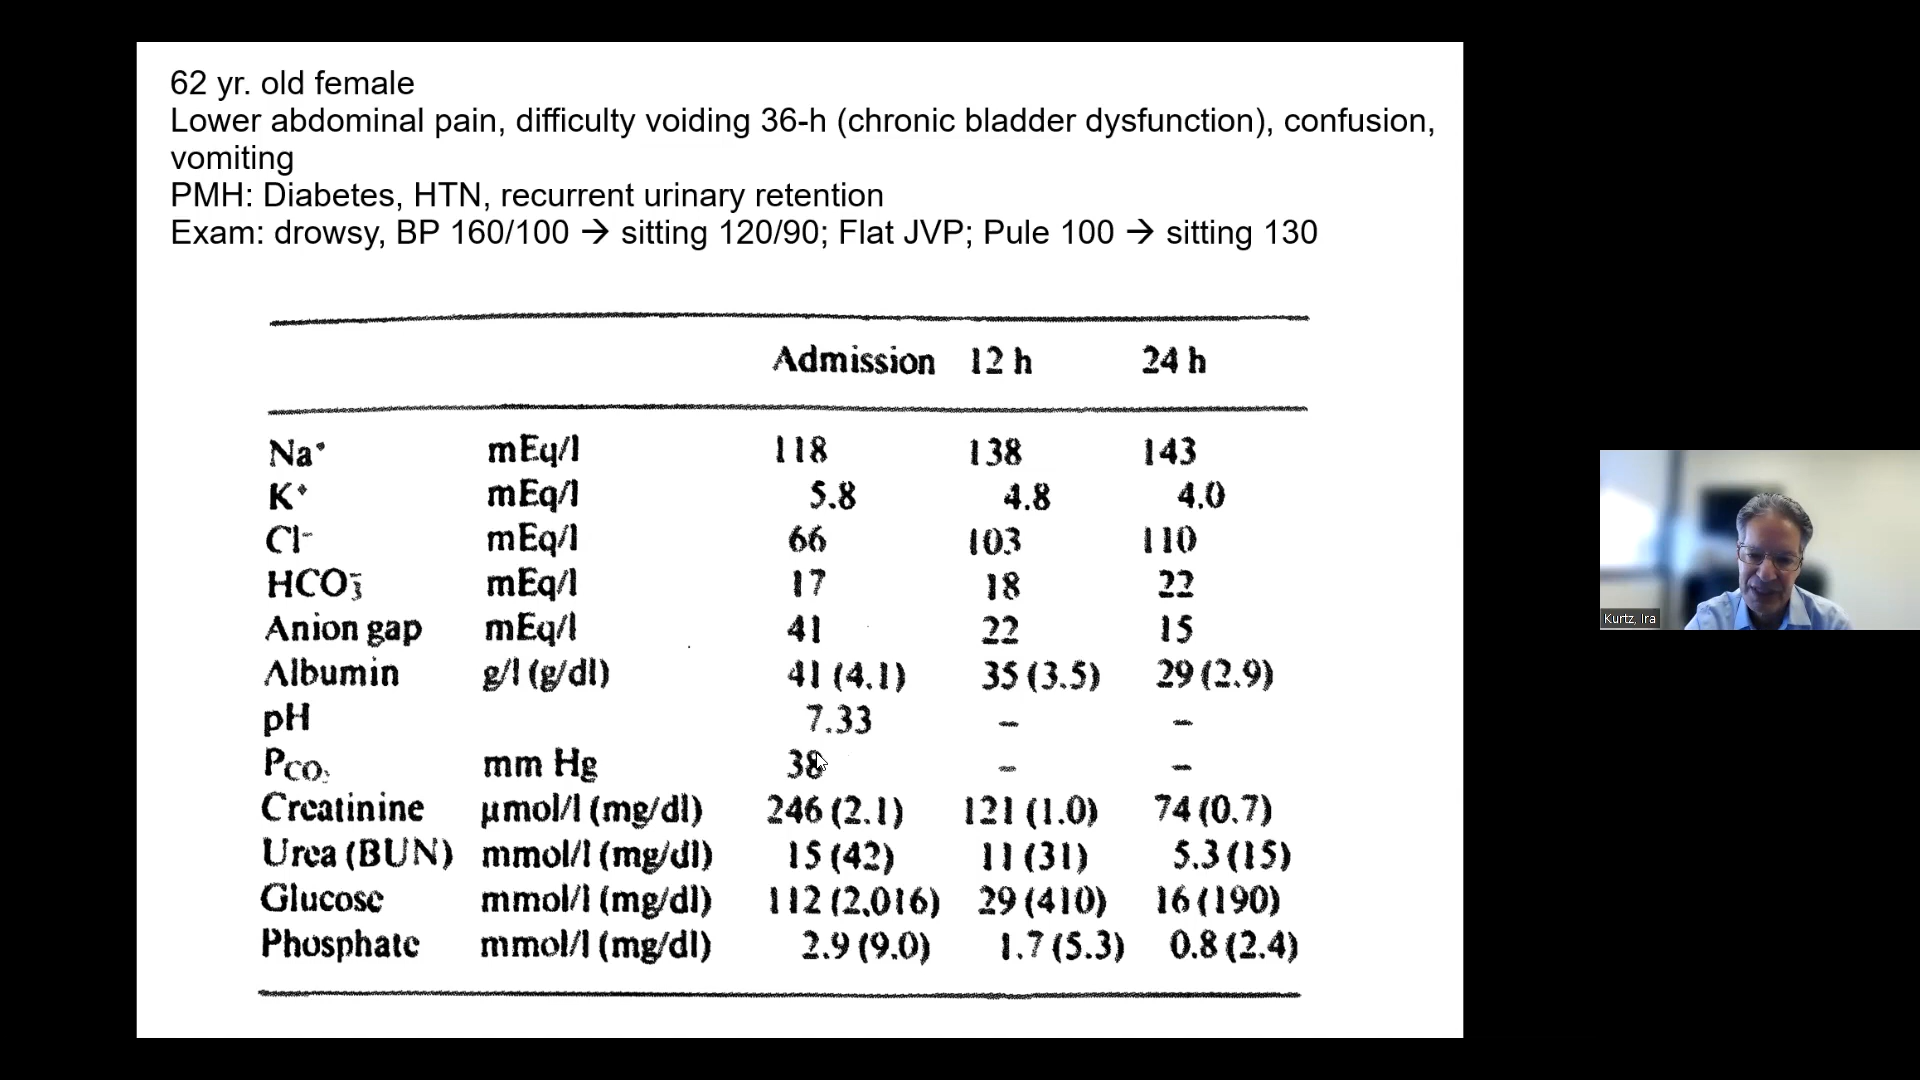 62 yr. old female
Lower abdominal pain, difficulty voiding 36-h (chronic bladder dysfunction), confusion,
vomiting
PMH: Diabetes, HTN, recurrent urinary retention
Exam: drowsy, BP 160/100 → sitting 120/90; Flat JVP; Pule 100 → sitting 130
Admission 12 h 24 h
Na⁺ mEq/l 118 138 143
K⁺ mEq/l 5.8 4.8 4.0
Cl⁻ mEq/l 66 103 110
HCO₃⁻ mEq/l 17 18 22
Anion gap mEq/l 41 22 15
Albumin g/l (g/dl) 41 (4.1) 35 (3.5) 29 (2.9)
pH 7.33 – –
PCO₂ mm Hg 38 – –
Creatinine µmol/l (mg/dl) 246 (2.1) 121 (1.0) 74 (0.7)
Urea (BUN) mmol/l (mg/dl) 15 (42) 11 (31) 5.3 (15)
Glucose mmol/l (mg/dl) 112 (2,016) 29 (410) 16 (190)
Phosphate mmol/l (mg/dl) 2.9 (9.0) 1.7 (5.3) 0.8 (2.4)
Kurtz, Ira